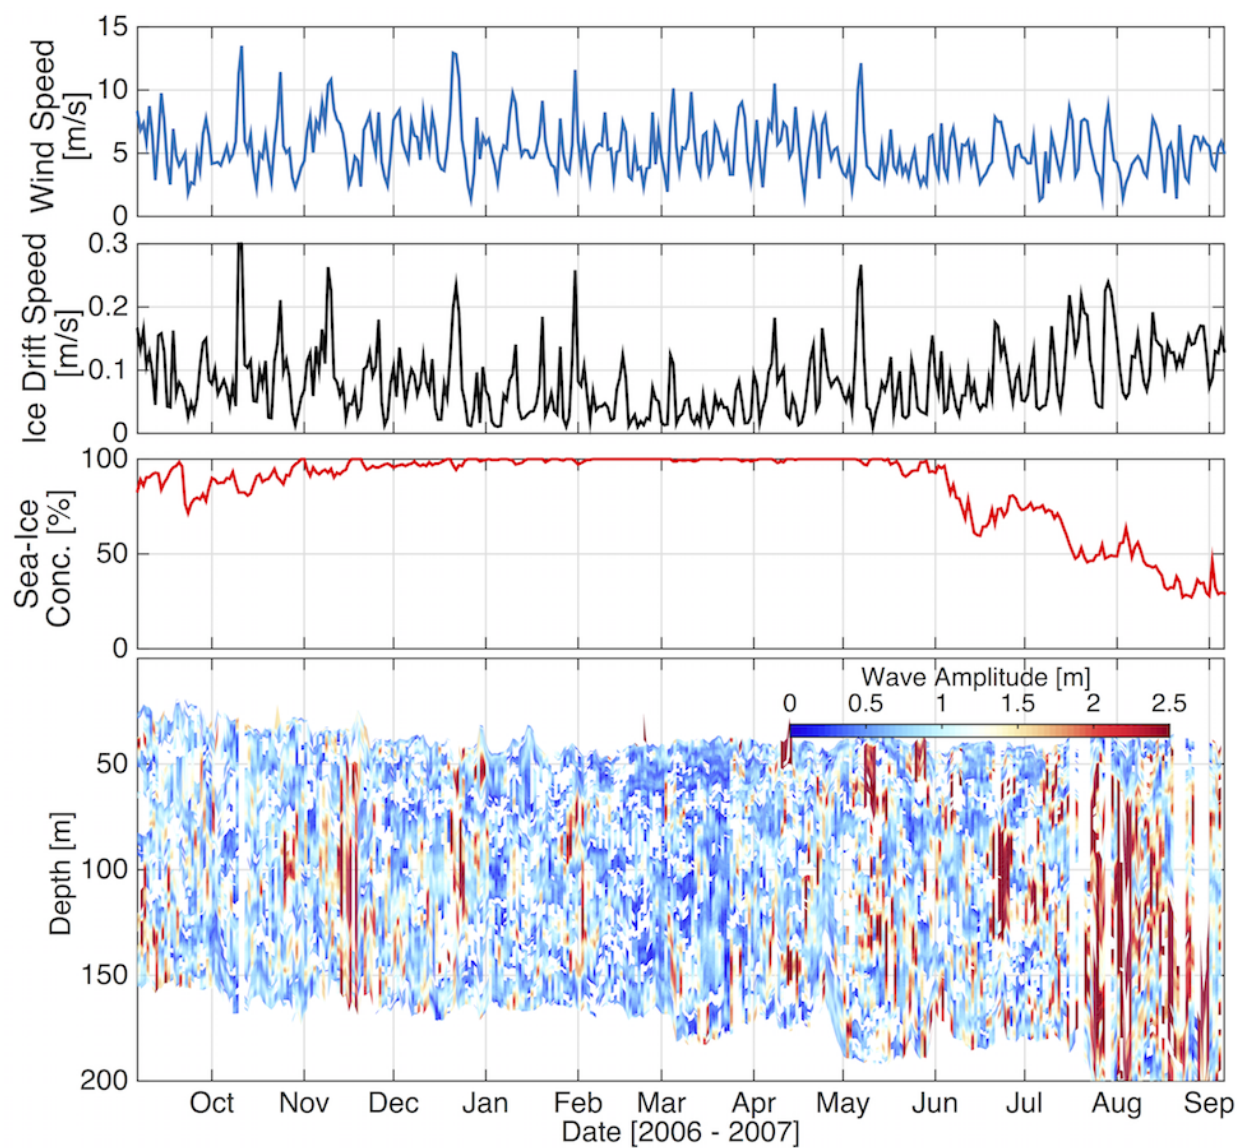 15
10
5
0
Wind Speed
[m/s]
0.3
0.2
0.1
0
Ice Drift Speed
[m/s]
100
50
0
Sea-Ice
Conc. [%]
Wave Amplitude [m]
0 0.5 1 1.5 2 2.5
50
100
150
200
Depth [m]
Oct Nov Dec Jan Feb Mar Apr May Jun Jul Aug Sep
Date [2006 - 2007]